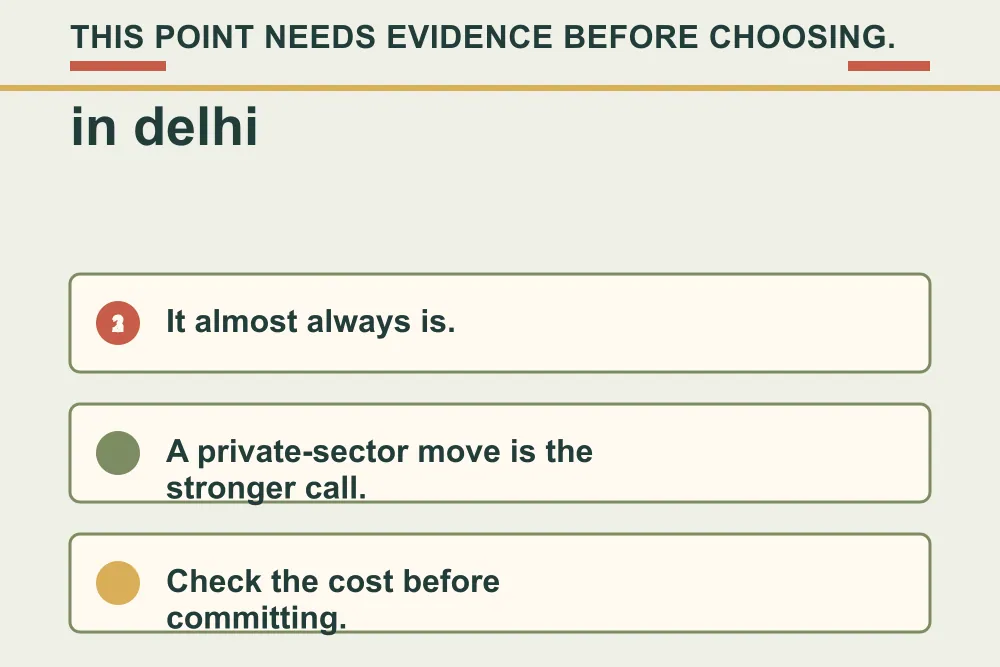 THIS POINT NEEDS EVIDENCE BEFORE CHOOSING.
in delhi
It almost always is.
A private-sector move is the
stronger call.
Check the cost before
committing.